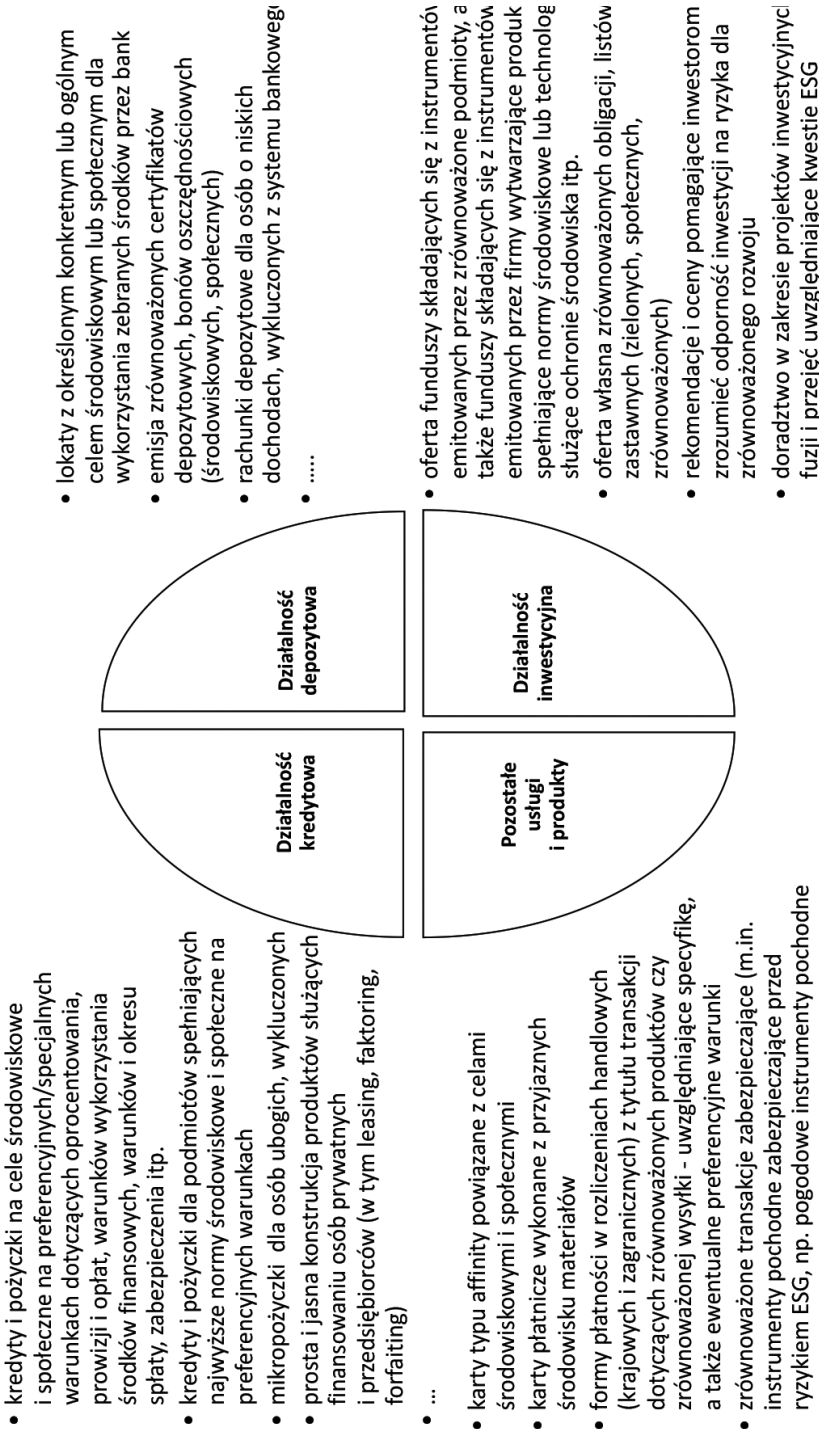 • kredyty i pożyczki na cele środowiskowe
i społeczne na preferencyjnych/specjalnych
warunkach dotyczących oprocentowania,
prowizji i opłat, warunków wykorzystania
środków finansowych, warunków i okresu
spłaty, zabezpieczenia itp.
• kredyty i pożyczki dla podmiotów spełniających
najwyższe normy środowiskowe i społeczne na
preferencyjnych warunkach
• mikropożyczki dla osób ubogich, wykluczonych
• prosta i jasna konstrukcja produktów służących
finansowaniu osób prywatnych
i przedsiębiorców (w tym leasing, faktoring,
forfaiting)
• ...
Działalność
kredytowa
Działalność
depozytowa
• lokaty z określonym konkretnym lub ogólnym
celem środowiskowym lub społecznym dla
wykorzystania zebranych środków przez bank
• emisja zrównoważonych certyfikatów
depozytowych, bonów oszczędnościowych
(środowiskowych, społecznych)
• rachunki depozytowe dla osób o niskich
dochodach, wykluczonych z systemu bankowego
• ......
• karty typu affinity powiązane z celami
środowiskowymi i społecznymi
• karty płatnicze wykonane z przyjaznych
środowisku materiałów
• formy płatności w rozliczeniach handlowych
(krajowych i zagranicznych) z tytułu transakcji
dotyczących zrównoważonych produktów czy
zrównoważonej wysyłki - uwzględniające specyfikę,
a także ewentualne preferencyjne warunki
• zrównoważone transakcje zabezpieczające (m.in.
instrumenty pochodne zabezpieczające przed
ryzykiem ESG, np. pogodowe instrumenty pochodne
Pozostałe
usługi
i produkty
Działalność
inwestycyjna
• oferta funduszy składających się z instrumentów
emitowanych przez zrównoważone podmioty, a
także funduszy składających się z instrumentów
emitowanych przez firmy wytwarzające produk
spełniające normy środowiskowe lub technolog
służące ochronie środowiska itp.
• oferta własna zrównoważonych obligacji, listów
zastawnych (zielonych, społecznych,
zrównoważonych)
• rekomendacje i oceny pomagające inwestorom
zrozumieć odporność inwestycji na ryzyka dla
zrównoważonego rozwoju
• doradztwo w zakresie projektów inwestycyjnyc
fuzji i przejęć uwzględniające kwestie ESG